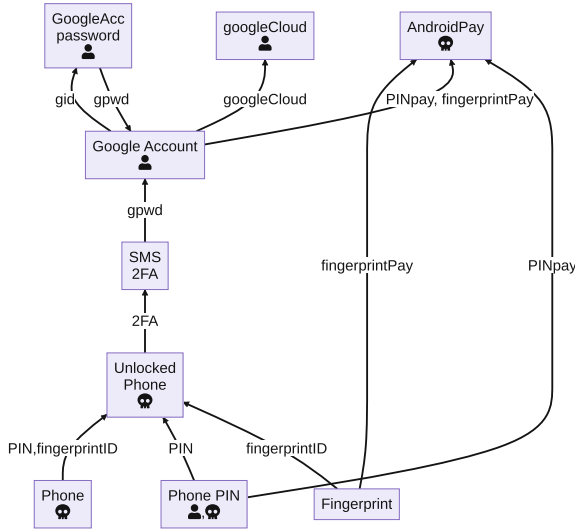 GoogleAcc
password
googleCloud
AndroidPay
gid
gpwd
googleCloud
PINpay, fingerprintPay
Google Account
gpwd
SMS
2FA
fingerprintPay
PINpay
2FA
Unlocked
Phone
PIN,fingerprintID
PIN
fingerprintID
Phone
Phone PIN
,
Fingerprint